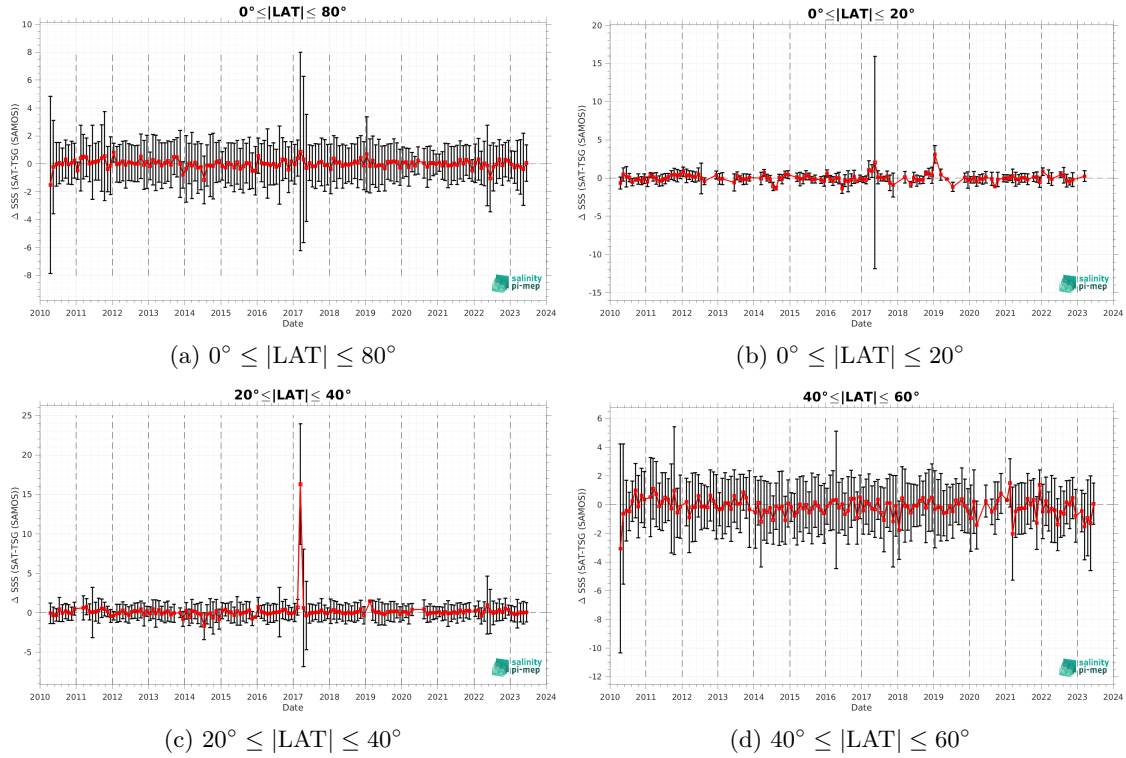 0°≤|LAT|≤ 80°
Δ SSS (SAT-TSG (SAMOS))
10
8
6
4
2
0
-2
-4
-6
-8
2010 2011 2012 2013 2014 2015 2016 2017 2018 2019 2020 2021 2022 2023 2024
Date
salinity
pi-mep
(a) 0° ≤ |LAT| ≤ 80°
0°≤|LAT|≤ 20°
Δ SSS (SAT-TSG (SAMOS))
20
15
10
5
0
-5
-10
-15
2010 2011 2012 2013 2014 2015 2016 2017 2018 2019 2020 2021 2022 2023 2024
Date
salinity
pi-mep
(b) 0° ≤ |LAT| ≤ 20°
20°≤|LAT|≤ 40°
Δ SSS (SAT-TSG (SAMOS))
25
20
15
10
5
0
-5
2010 2011 2012 2013 2014 2015 2016 2017 2018 2019 2020 2021 2022 2023 2024
Date
salinity
pi-mep
(c) 20° ≤ |LAT| ≤ 40°
40°≤|LAT|≤ 60°
Δ SSS (SAT-TSG (SAMOS))
6
4
2
0
-2
-4
-6
-8
-10
-12
2010 2011 2012 2013 2014 2015 2016 2017 2018 2019 2020 2021 2022 2023 2024
Date
salinity
pi-mep
(d) 40° ≤ |LAT| ≤ 60°